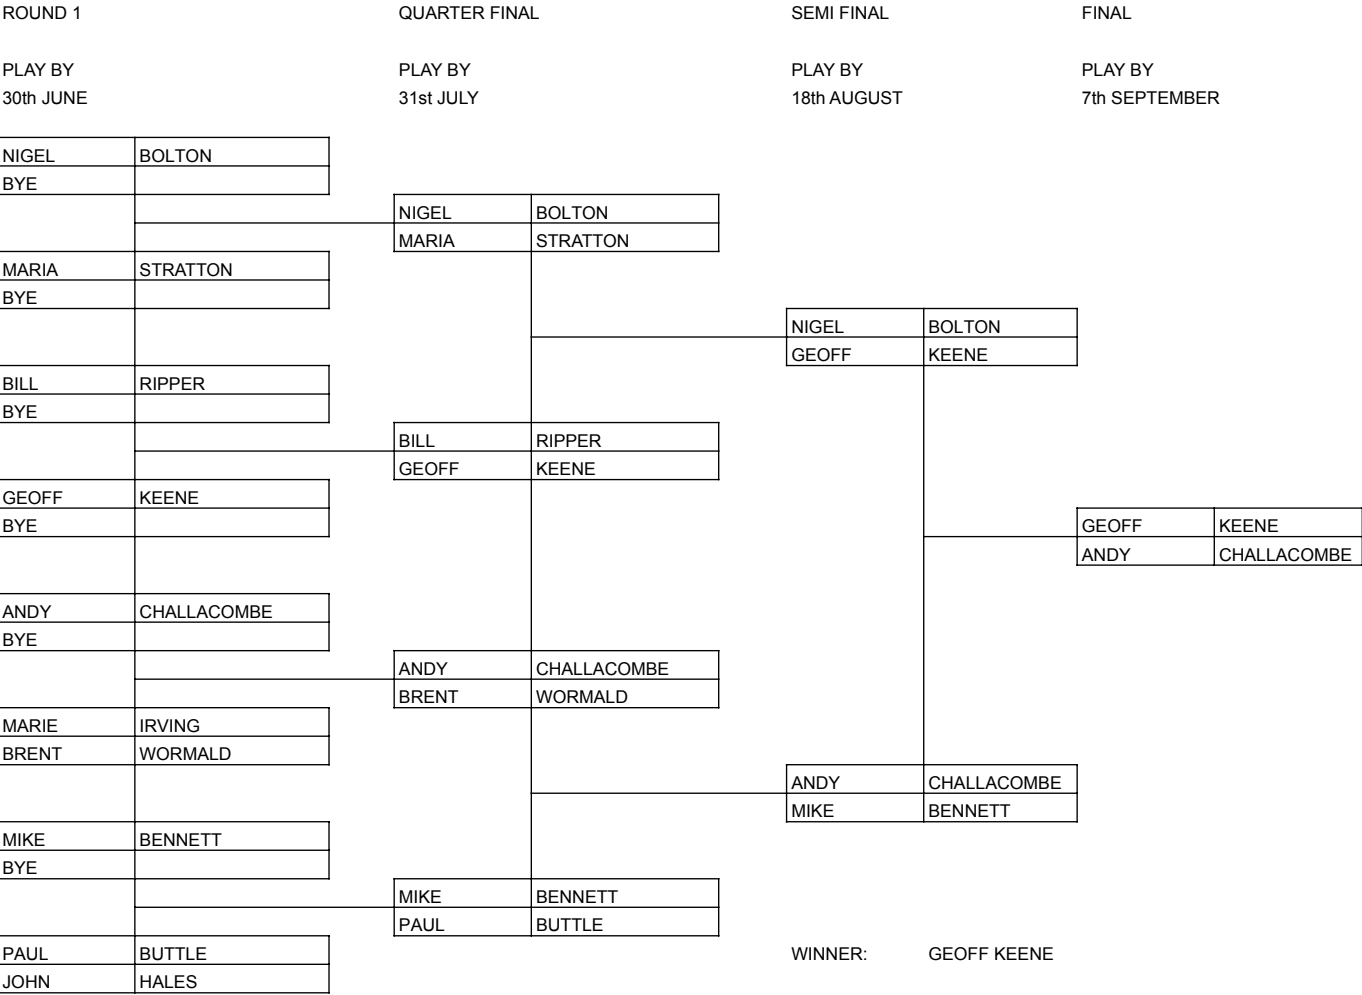 ROUND 1 QUARTER FINAL SEMI FINAL FINAL
PLAY BY PLAY BY PLAY BY PLAY BY
30th JUNE 31st JULY 18th AUGUST 7th SEPTEMBER
NIGEL BOLTON
BYE
NIGEL BOLTON
MARIA STRATTON
MARIA STRATTON
BYE
NIGEL BOLTON
GEOFF KEENE
BILL RIPPER
BYE
BILL RIPPER
GEOFF KEENE
GEOFF KEENE
BYE GEOFF KEENE
ANDY CHALLACOMBE
ANDY CHALLACOMBE
BYE
ANDY CHALLACOMBE
BRENT WORMALD
MARIE IRVING
BRENT WORMALD
ANDY CHALLACOMBE
MIKE BENNETT
MIKE BENNETT
BYE
MIKE BENNETT
PAUL BUTTLE
PAUL BUTTLE WINNER: GEOFF KEENE
JOHN HALES